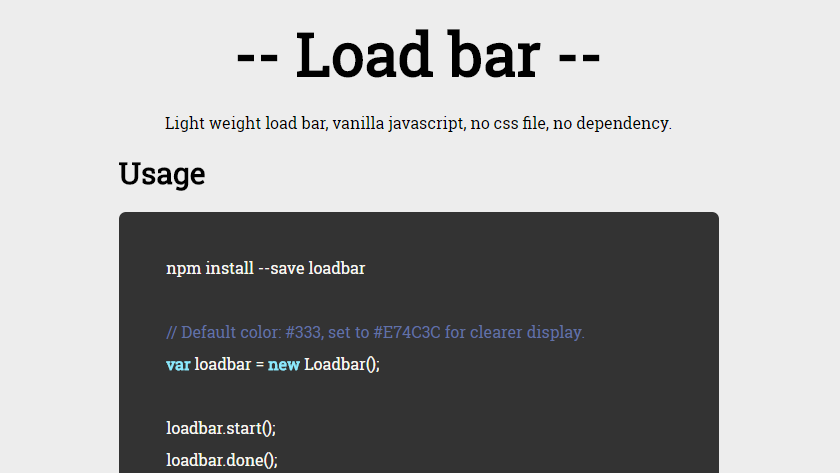 -- Load bar --
Light weight load bar, vanilla javascript, no css file, no dependency.
Usage
npm install --save loadbar
// Default color: #333, set to #E74C3C for clearer display.
var loadbar = new Loadbar();
loadbar.start();
loadbar.done();